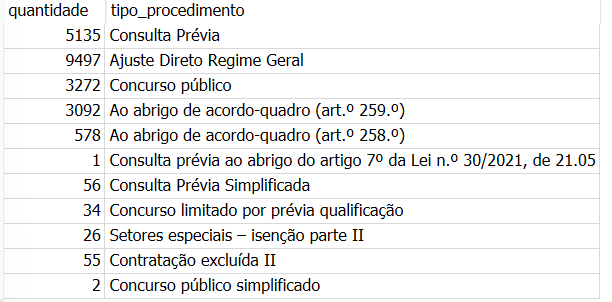 quantidade tipo_procedimento
5135 Consulta Prévia
9497 Ajuste Direto Regime Geral
3272 Concurso público
3092 Ao abrigo de acordo-quadro (art.º 259.º)
578 Ao abrigo de acordo-quadro (art.º 258.º)
1 Consulta prévia ao abrigo do artigo 7º da Lei n.º 30/2021, de 21.05
56 Consulta Prévia Simplificada
34 Concurso limitado por prévia qualificação
26 Setores especiais – isenção parte II
55 Contratação excluída II
2 Concurso público simplificado